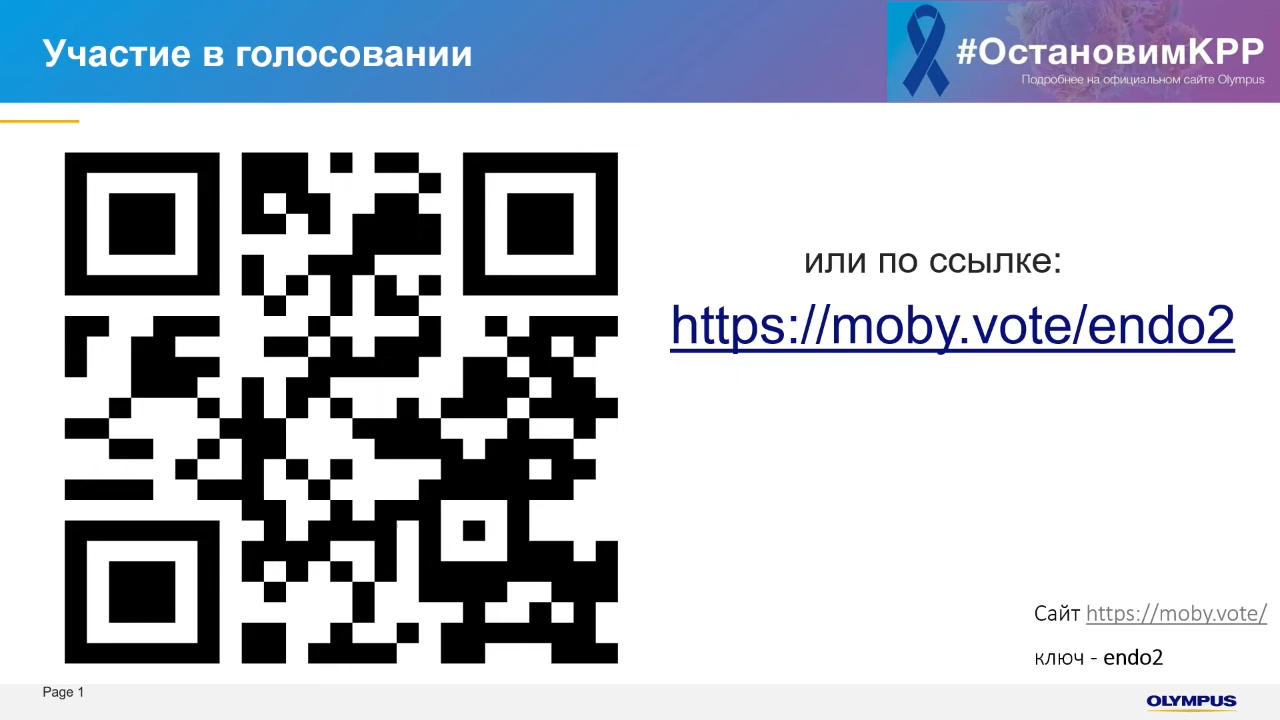 Участие в голосовании
#ОстановимКРР
Подробнее на официальном сайте Olympus
или по ссылке:
https://moby.vote/endo2
Сайт https://moby.vote/
ключ - endo2
Page 1
OLYMPUS